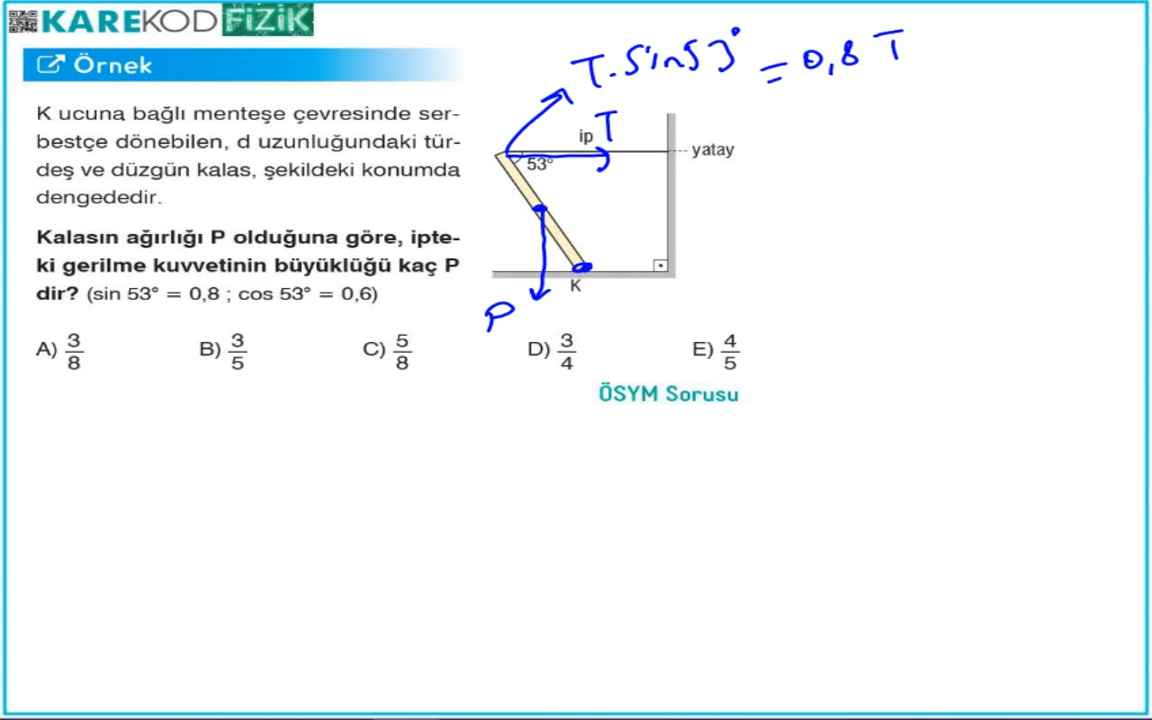 KAREKOD FİZİK
Örnek
K ucuna bağlı menteşe çevresinde ser-
bestçe dönebilen, d uzunluğundaki tür-
deş ve düzgün kalas, şekildeki konumda
dengededir.
Kalasın ağırlığı P olduğuna göre, ipte-
ki gerilme kuvvetinin büyüklüğü kaç P
dir? (sin 53° = 0,8 ; cos 53° = 0,6)
T.sin53° = 0,8 T
ip T
53°
yatay
K
P
A) 3/8 B) 3/5 C) 5/8 D) 3/4 E) 4/5
ÖSYM Sorusu